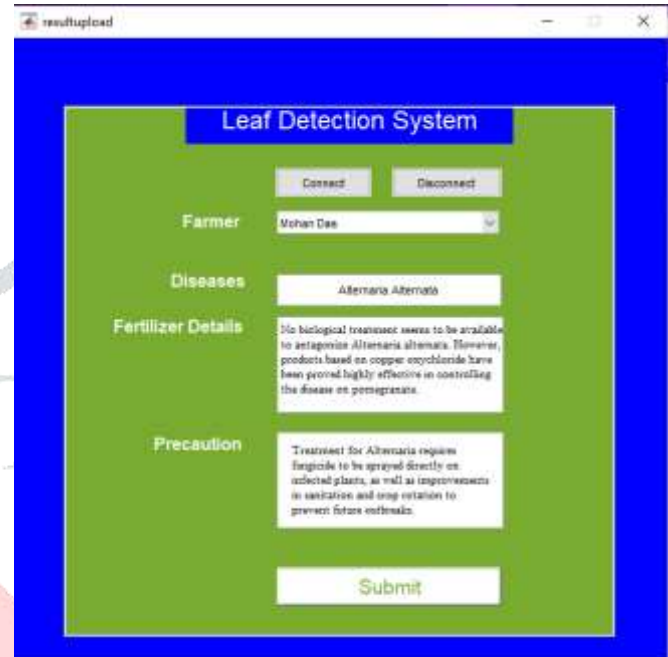 resultupload
Leaf Detection System
Connect Disconnect
Farmer Mohan Das
Diseases Alternaria Alternata
Fertilizer Details
No biological treatment seems to be available
to antagonize Alternaria alternata. However,
products based on copper oxychloride have
been proved highly effective in controlling
the disease on pomegranate.
Precaution
Treatment for Alternaria requires
fungicide to be sprayed directly on
infected plants, as well as improvements
in sanitation and crop rotation to
prevent future outbreaks.
Submit